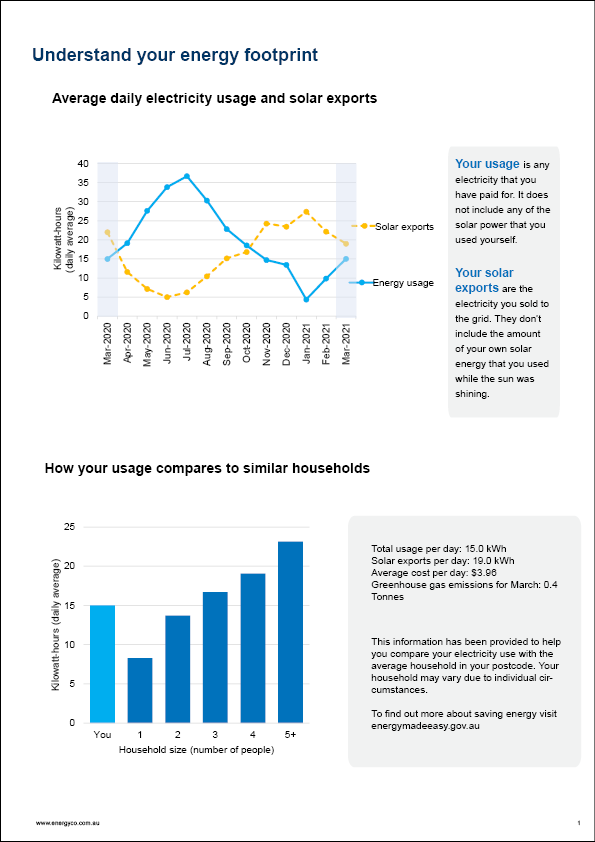 Understand your energy footprint
Average daily electricity usage and solar exports
Kilowatt-hours
(daily average)
40
35
30
25
20
15
10
5
0
Mar-2020
Apr-2020
May-2020
Jun-2020
Jul-2020
Aug-2020
Sep-2020
Oct-2020
Nov-2020
Dec-2020
Jan-2021
Feb-2021
Mar-2021
Solar exports
Energy usage
Your usage is any
electricity that you
have paid for. It does
not include any of the
solar power that you
used yourself.
Your solar
exports are the
electricity you sold to
the grid. They don't
include the amount
of your own solar
energy that you used
while the sun was
shining.
How your usage compares to similar households
Kilowatt-hours (daily average)
25
20
15
10
5
0
You
1
2
3
4
5+
Household size (number of people)
Total usage per day: 15.0 kWh
Solar exports per day: 19.0 kWh
Average cost per day: $3.96
Greenhouse gas emissions for March: 0.4
Tonnes
This information has been provided to help
you compare your electricity use with the
average household in your postcode. Your
household may vary due to individual cir-
cumstances.
To find out more about saving energy visit
energymadeeasy.gov.au
www.energyco.com.au
1